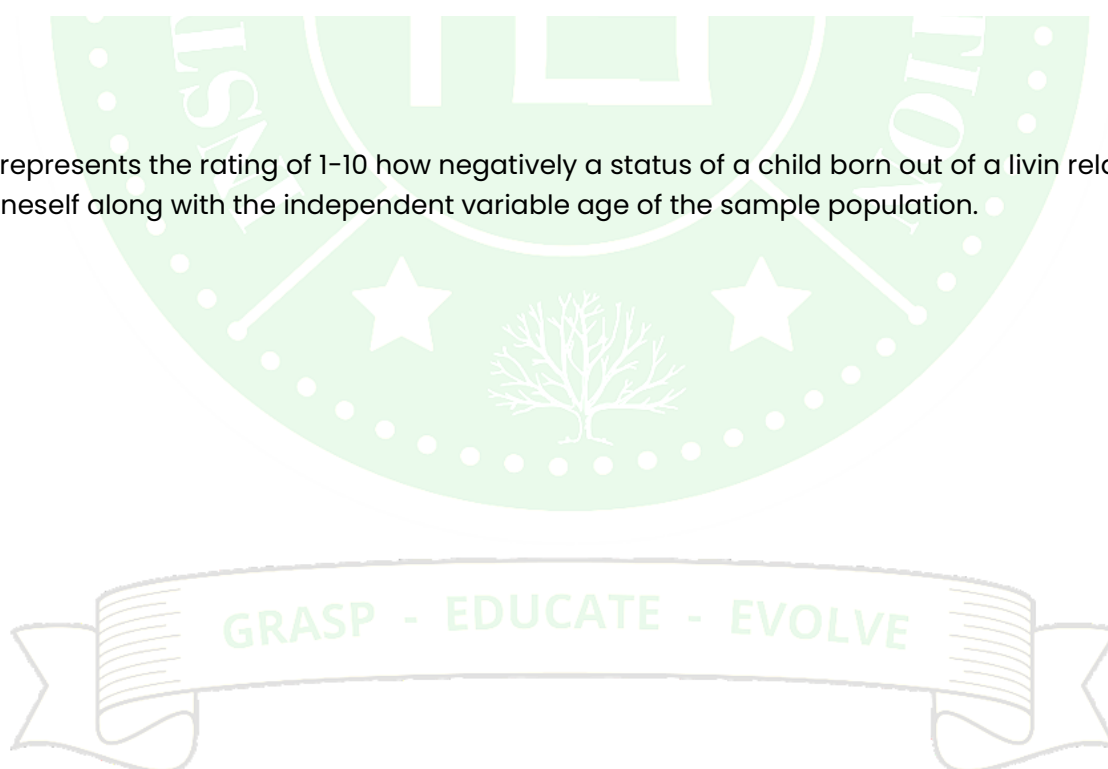 represents the rating of 1-10 how negatively a status of a child born out of a livin
neself along with the independent variable age of the sample population.
GRASP - EDUCATE - EVOLVE